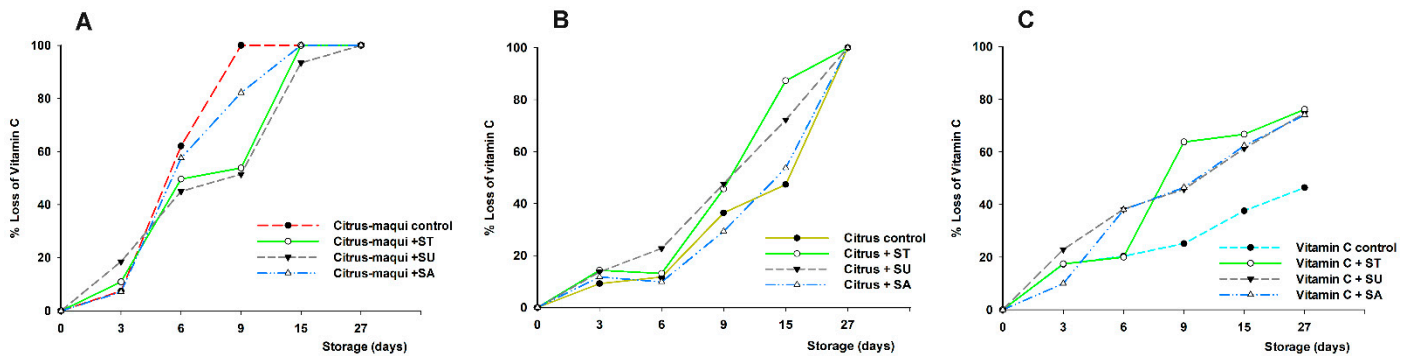 A
% Loss of Vitamin C
100
80
60
40
20
0
0 3 6 9 15 27
Storage (days)
Citrus-maqui control
Citrus-maqui +ST
Citrus-maqui +SU
Citrus-maqui +SA
B
% Loss of Vitamin C
100
80
60
40
20
0
0 3 6 9 15 27
Storage (days)
Citrus control
Citrus + ST
Citrus + SU
Citrus + SA
C
% Loss of Vitamin C
100
80
60
40
20
0
0 3 6 9 15 27
Storage (days)
Vitamin C control
Vitamin C + ST
Vitamin C + SU
Vitamin C + SA